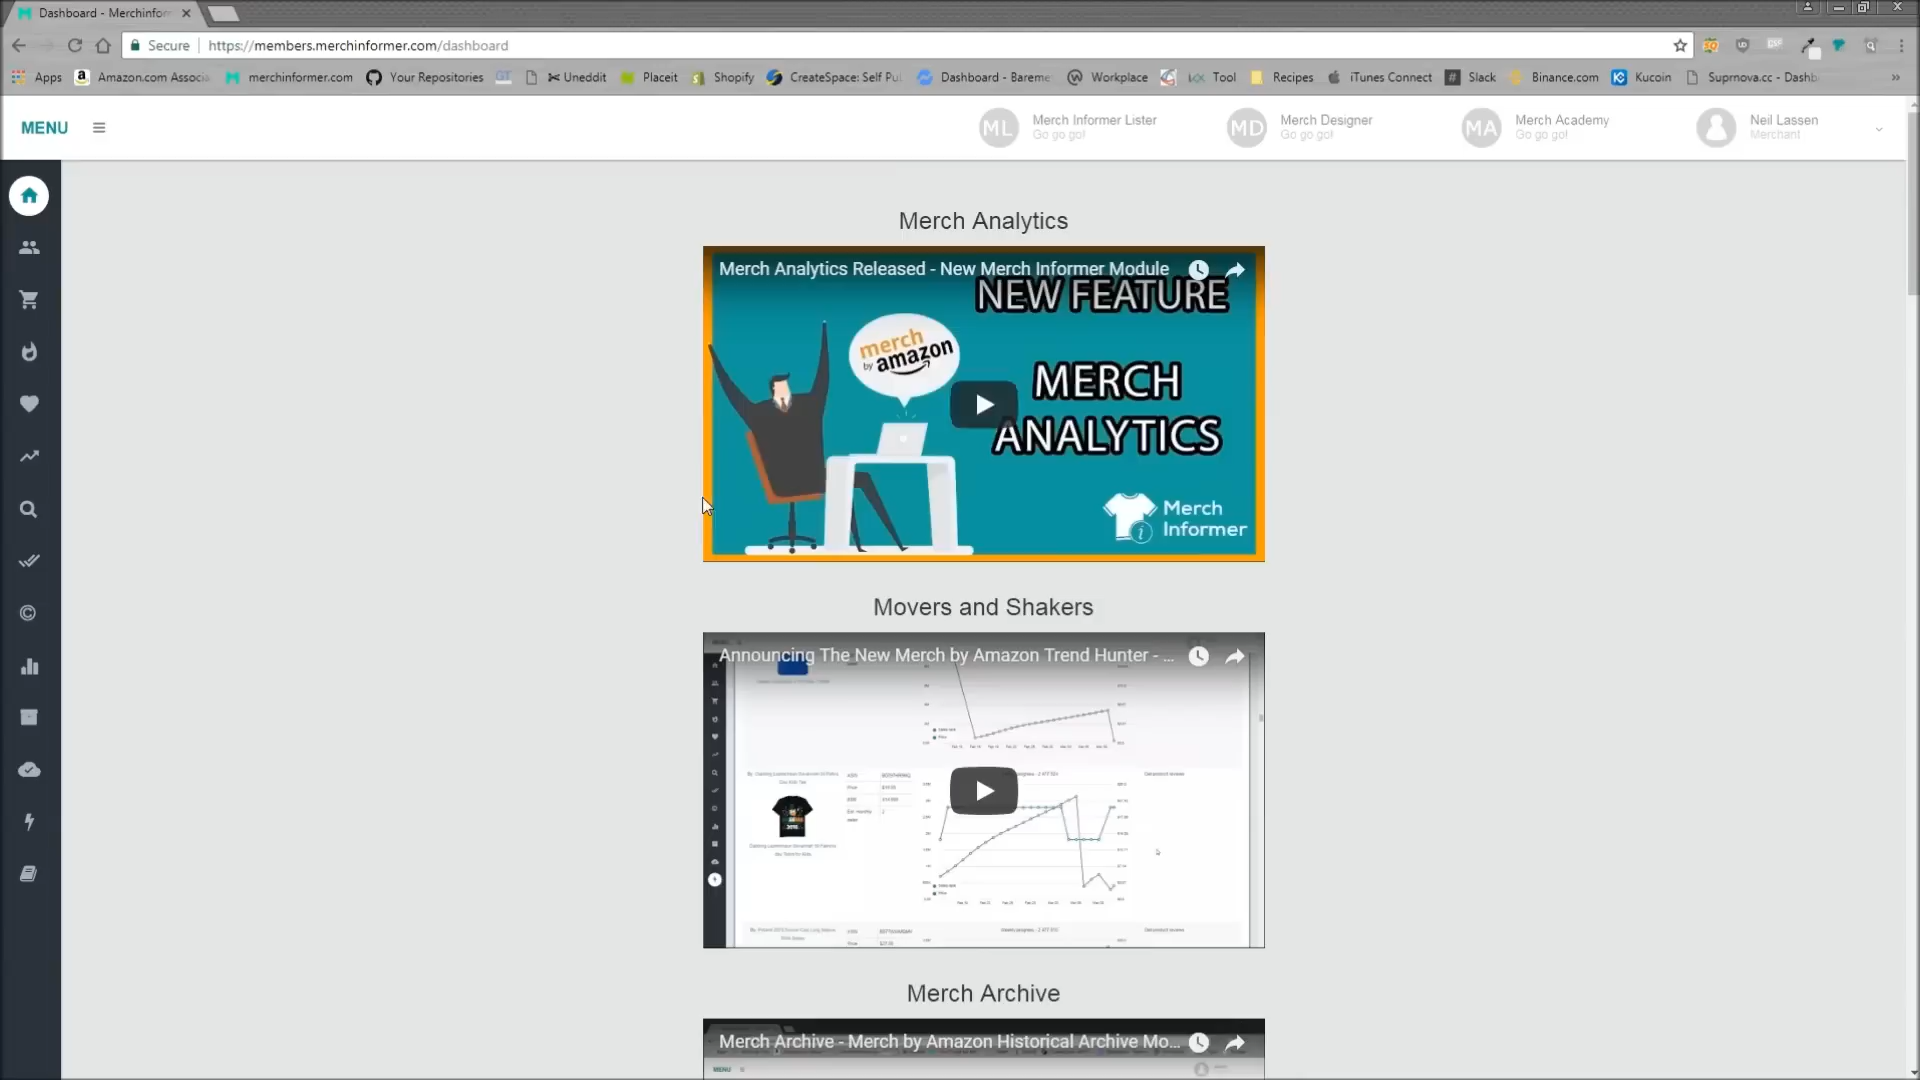 Dashboard - Merchinfor
Secure
https://members.merchinformer.com/dashboard
Apps
Amazon.com Associa
merchinformer.com
Your Repositories
GT
Uneddit
Placeit
Shopify
CreateSpace: Self Pu
Dashboard - Bareme
Workplace
Tool
Recipes
iTunes Connect
Slack
Binance.com
Kucoin
Suprnova.cc - Dashb
MENU
ML
Merch Informer Lister
Go go go!
MD
Merch Designer
Go go go!
MA
Merch Academy
Go go go!
Neil Lassen
Merchant
Merch Analytics
Merch Analytics Released - New Merch Informer Module
NEW FEATURE
merch
by amazon
MERCH
ANALYTICS
Merch
Informer
Movers and Shakers
Announcing The New Merch by Amazon Trend Hunter - ...
Merch Archive
Merch Archive - Merch by Amazon Historical Archive Mo...
MENU